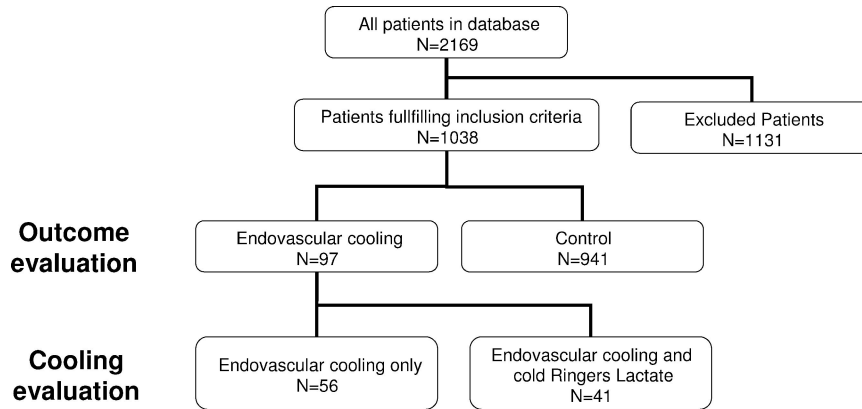 All patients in database
N=2169
Patients fullfilling inclusion criteria
N=1038
Excluded Patients
N=1131
Outcome
evaluation
Endovascular cooling
N=97
Control
N=941
Cooling
evaluation
Endovascular cooling only
N=56
Endovascular cooling and
cold Ringers Lactate
N=41